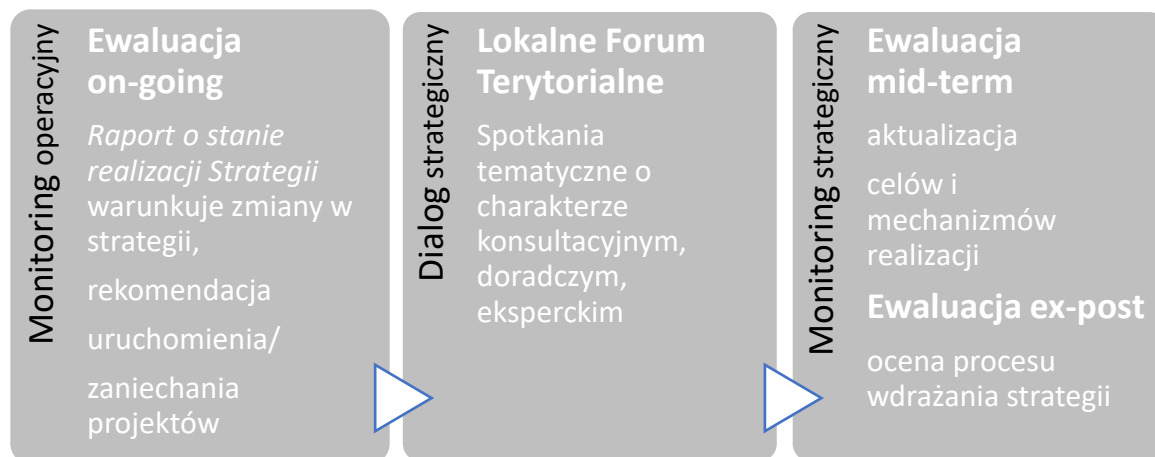 Monitoring operacyjny
Ewaluacja
on-going
Raport o stanie
realizacji Strategii
warunkuje zmiany w
strategii,
rekomendacja
uruchomienia/
zaniechania
projektów
Dialog strategiczny
Lokalne Forum
Terytorialne
Spotkania
tematyczne o
charakterze
konsultacyjnym,
doradczym,
eksperckim
Monitoring strategiczny
Ewaluacja
mid-term
aktualizacja
celów i
mechanizmów
realizacji
Ewaluacja ex-post
ocena procesu
wdrażania strategii